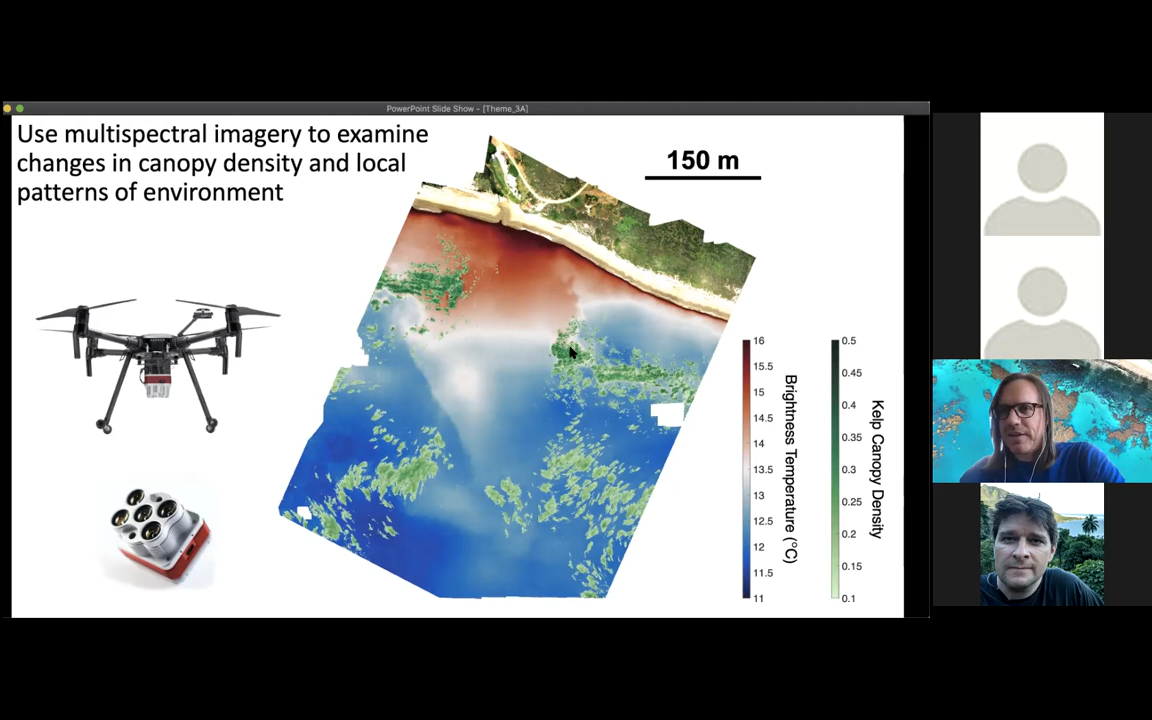 PowerPoint Slide Show - [Theme_3A]
Use multispectral imagery to examine
changes in canopy density and local
patterns of environment
150 m
16
15.5
15
14.5
14
13.5
13
12.5
12
11.5
11
Brightness Temperature (°C)
0.5
0.45
0.4
0.35
0.3
0.25
0.2
0.15
0.1
Kelp Canopy Density